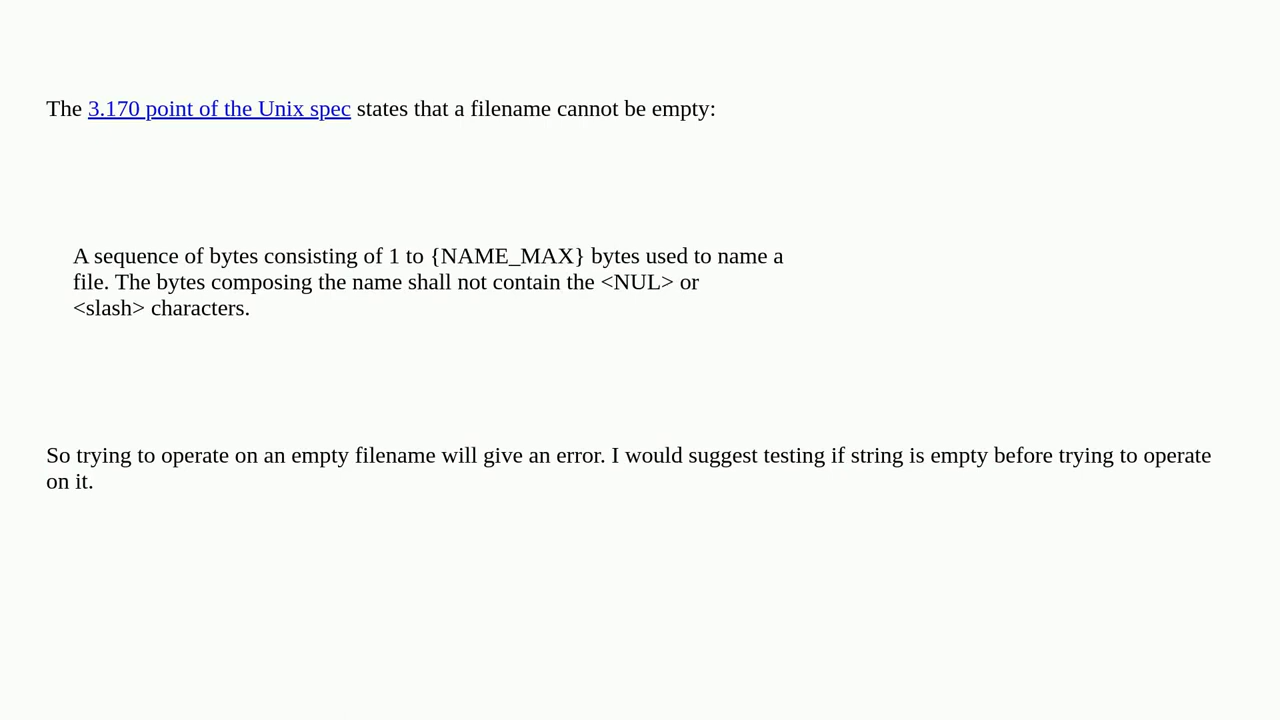 The 3.170 point of the Unix spec states that a filename cannot be empty:
A sequence of bytes consisting of 1 to {NAME_MAX} bytes used to name a
file. The bytes composing the name shall not contain the <NUL> or
<slash> characters.
So trying to operate on an empty filename will give an error. I would suggest testing if string is empty before trying to operate
on it.